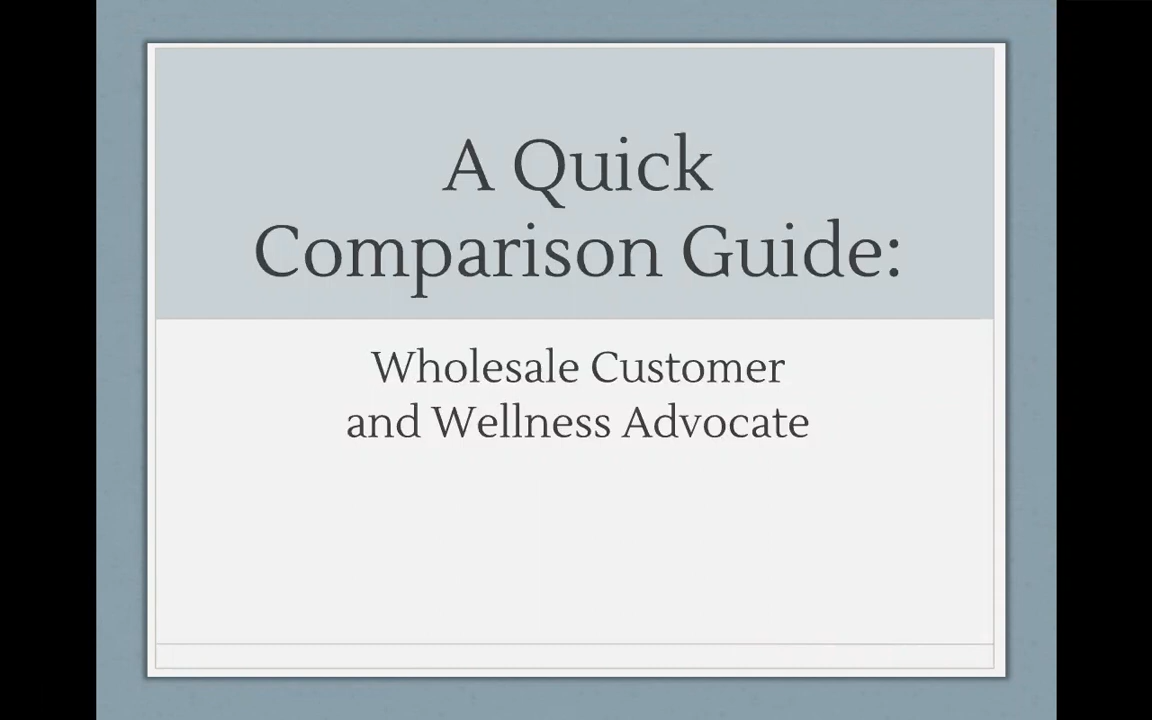 A Quick
Comparison Guide:
Wholesale Customer
and Wellness Advocate